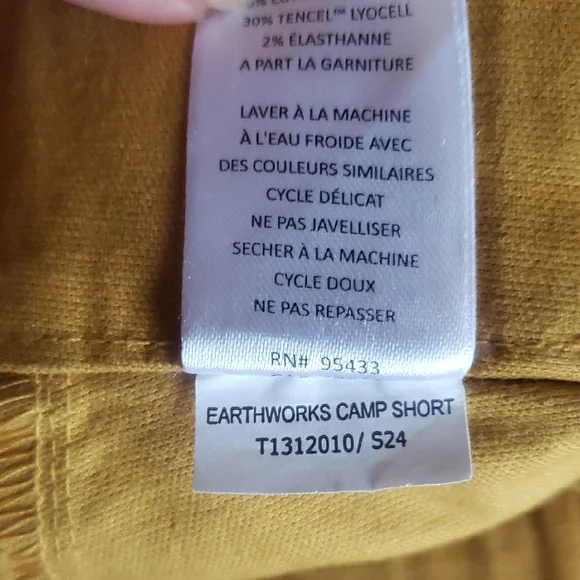 30% TENCEL™ LYOCELL
2% ÉLASTHANNE
A PART LA GARNITURE
LAVER À LA MACHINE
À L'EAU FROIDE AVEC
DES COULEURS SIMILAIRES
CYCLE DÉLICAT
NE PAS JAVELLISER
SECHER À LA MACHINE
CYCLE DOUX
NE PAS REPASSER
RN# 95433
EARTHWORKS CAMP SHORT
T1312010/ S24